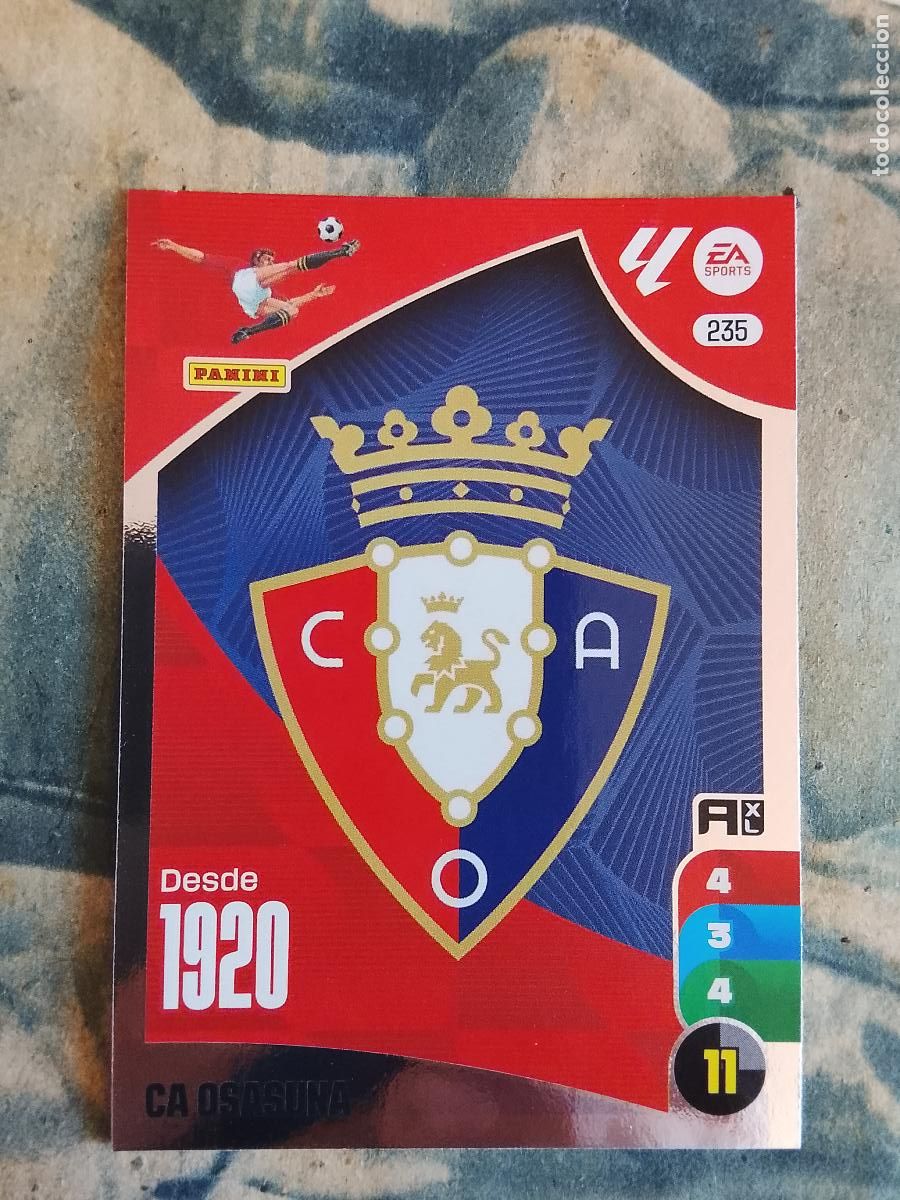 todocoleccion
EA
SPORTS
235
PANINI
C A
O
A XL
Desde
1920
4
3
4
11
CA OSASUNA